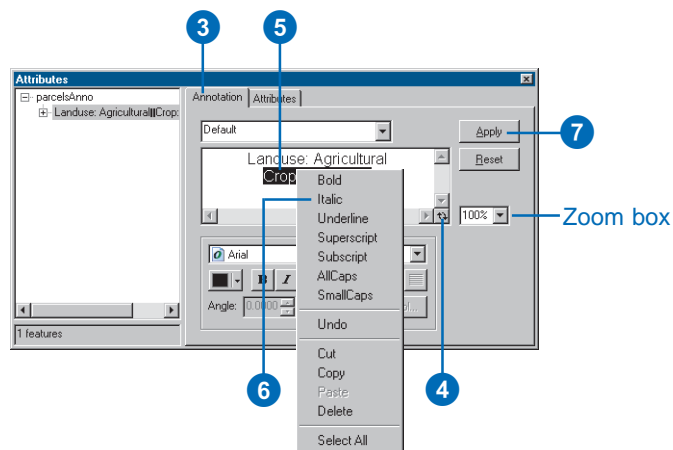 3
5
Attributes
parcelsAnno
Landuse: Agricultural||Crop:
1 features
Annotation
Attributes
Default
Apply
7
Landuse: Agricultural
Reset
Crop
100%
Zoom box
Arial
B I
Angle: 0.0000
Bold
Italic
Underline
Superscript
Subscript
AllCaps
SmallCaps
Undo
Cut
Copy
Paste
Delete
Select All
6
4